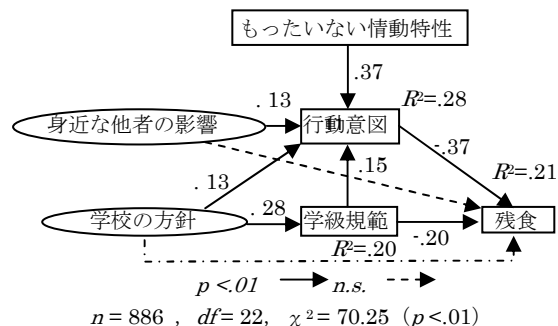 もったいない情動特性
.37
. 13
R²=.28
身近な他者の影響
行動意図
-.37
. 13
.15
R²=.21
学校の方針
.28
学級規範
-.20
残食
R²=.20
p <.01
n.s.
n = 886 , df = 22, χ² = 70.25 (p<.01)